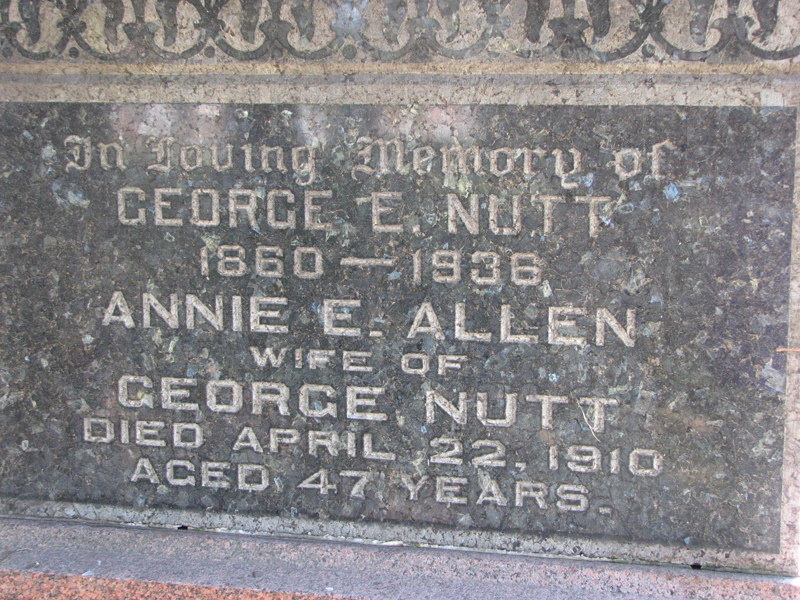 In Loving Memory of
GEORGE E. NUTT
1860 — 1936
ANNIE E. ALLEN
WIFE OF
GEORGE NUTT
DIED APRIL 22, 1910
AGED 47 YEARS.